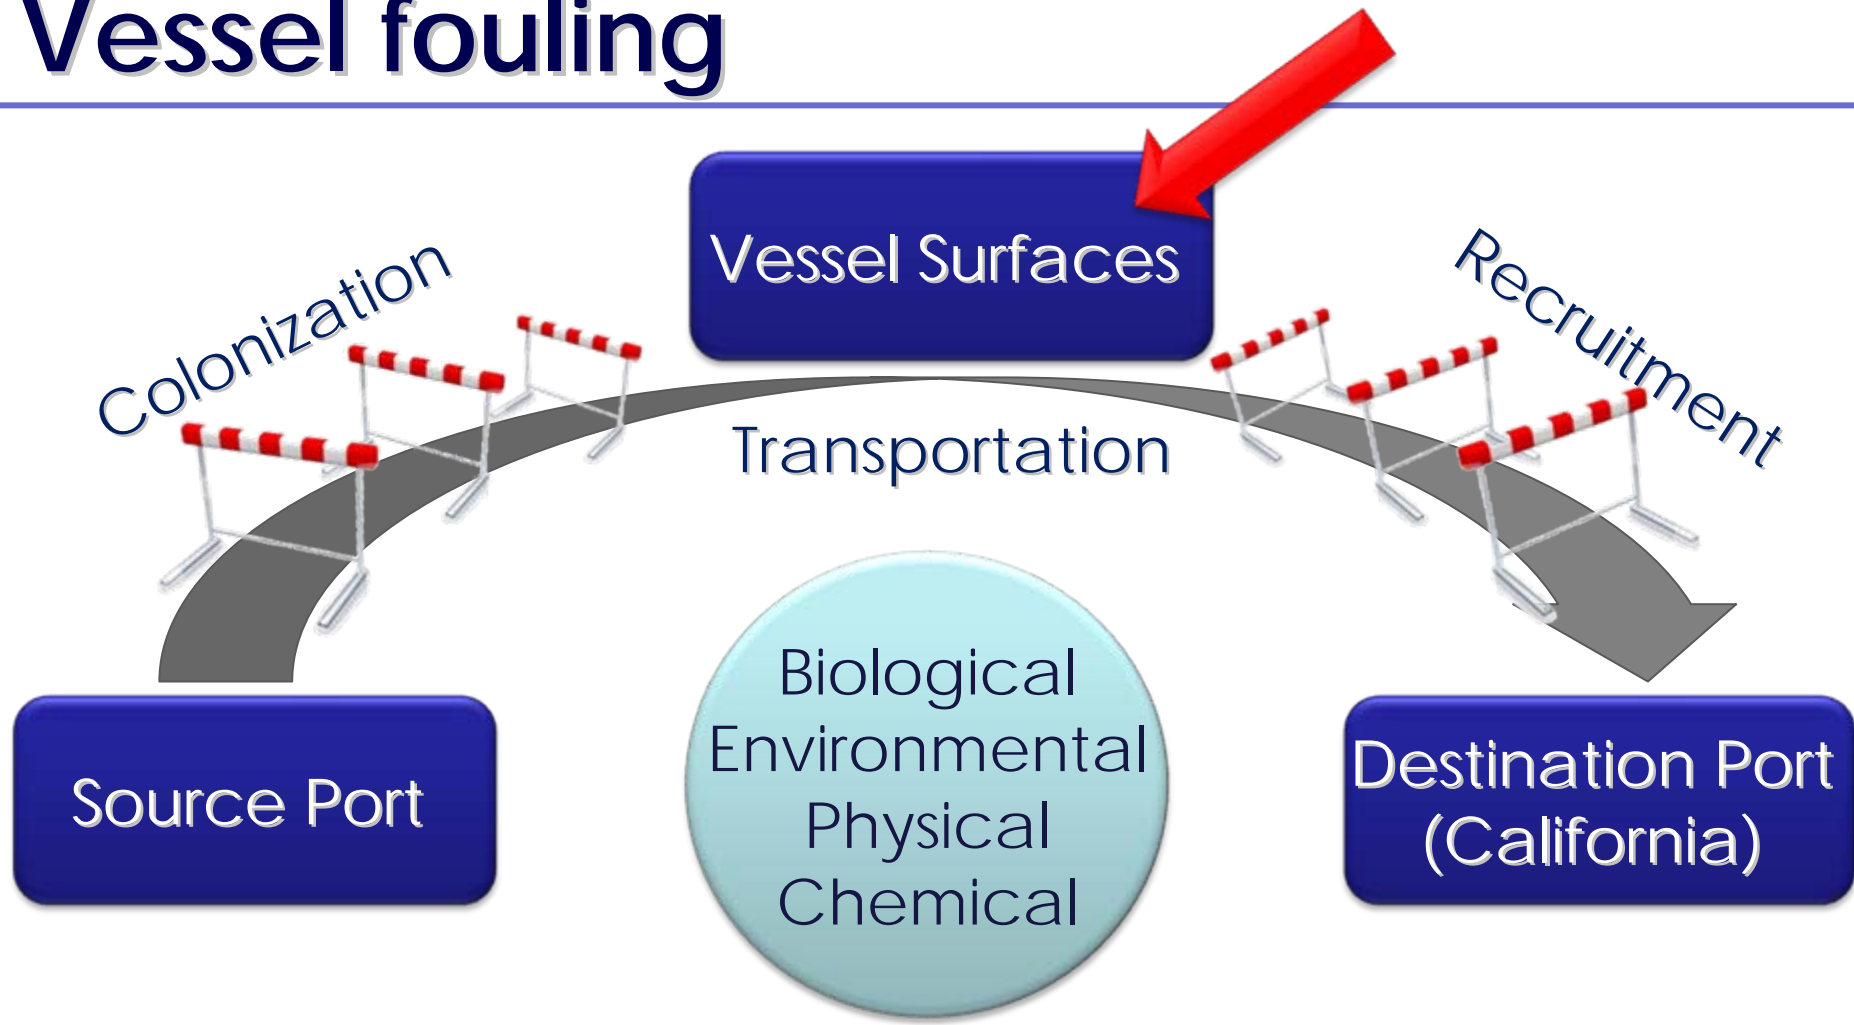 Vessel fouling
Vessel Surfaces
Colonization
Recruitment
Transportation
Source Port
Biological
Environmental
Physical
Chemical
Destination Port
(California)